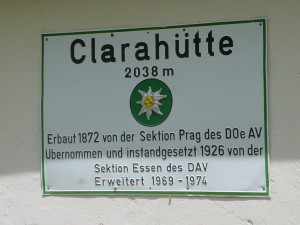 Clarahütte
2038 m
Erbaut 1872 von der Sektion Prag des DOe AV
Übernommen und instandgesetzt 1926 von der
Sektion Essen des DAV
Erweitert 1969 - 1974